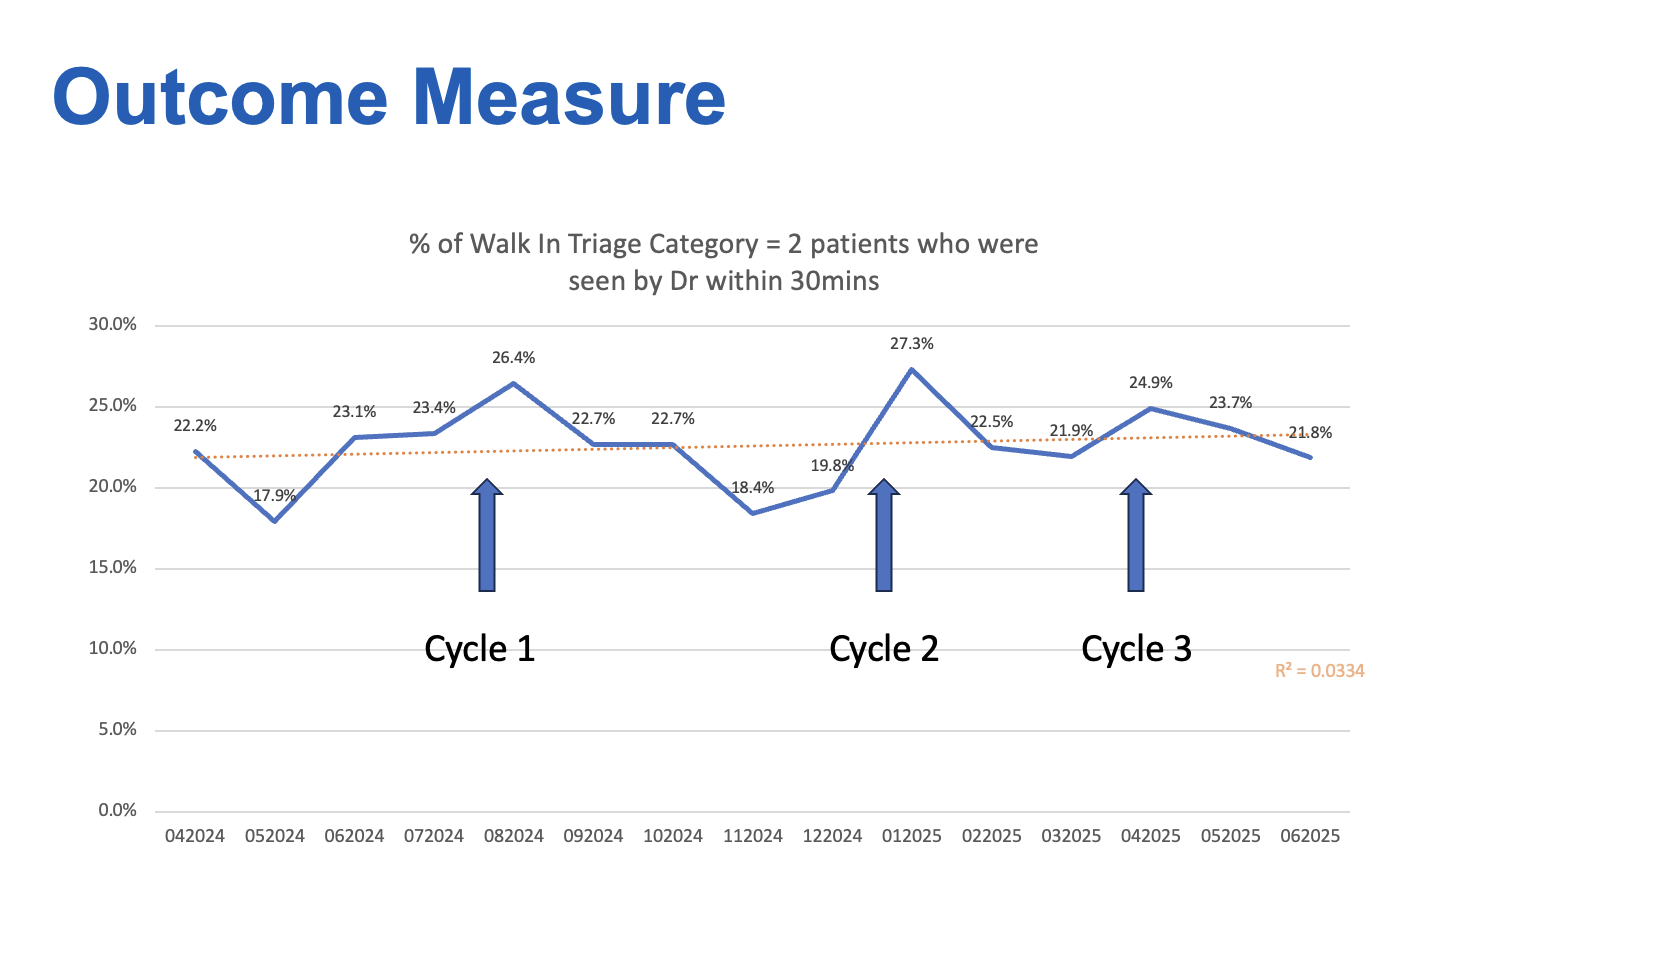 Outcome Measure
% of Walk In Triage Category = 2 patients who were
seen by Dr within 30mins
30.0%
25.0%
20.0%
15.0%
10.0%
5.0%
0.0%
22.2%
17.9%
23.1%
23.4%
26.4%
22.7%
22.7%
18.4%
19.8%
27.3%
22.5%
21.9%
24.9%
23.7%
21.8%
Cycle 1
Cycle 2
Cycle 3
R² = 0.0334
042024 052024 062024 072024 082024 092024 102024 112024 122024 012025 022025 032025 042025 052025 062025